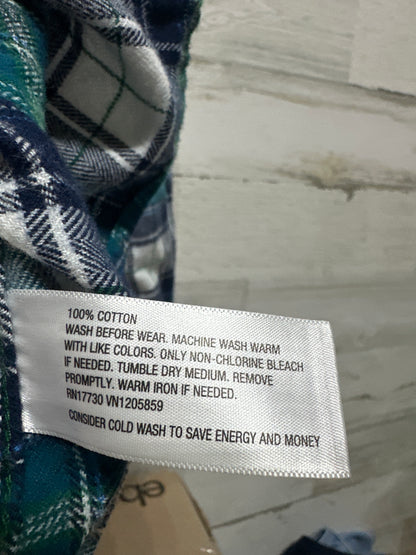 100% COTTON
WASH BEFORE WEAR. MACHINE WASH WARM
WITH LIKE COLORS. ONLY NON-CHLORINE BLEACH
IF NEEDED. TUMBLE DRY MEDIUM. REMOVE
PROMPTLY. WARM IRON IF NEEDED.
RN17730 VN1205859
CONSIDER COLD WASH TO SAVE ENERGY AND MONEY
eb